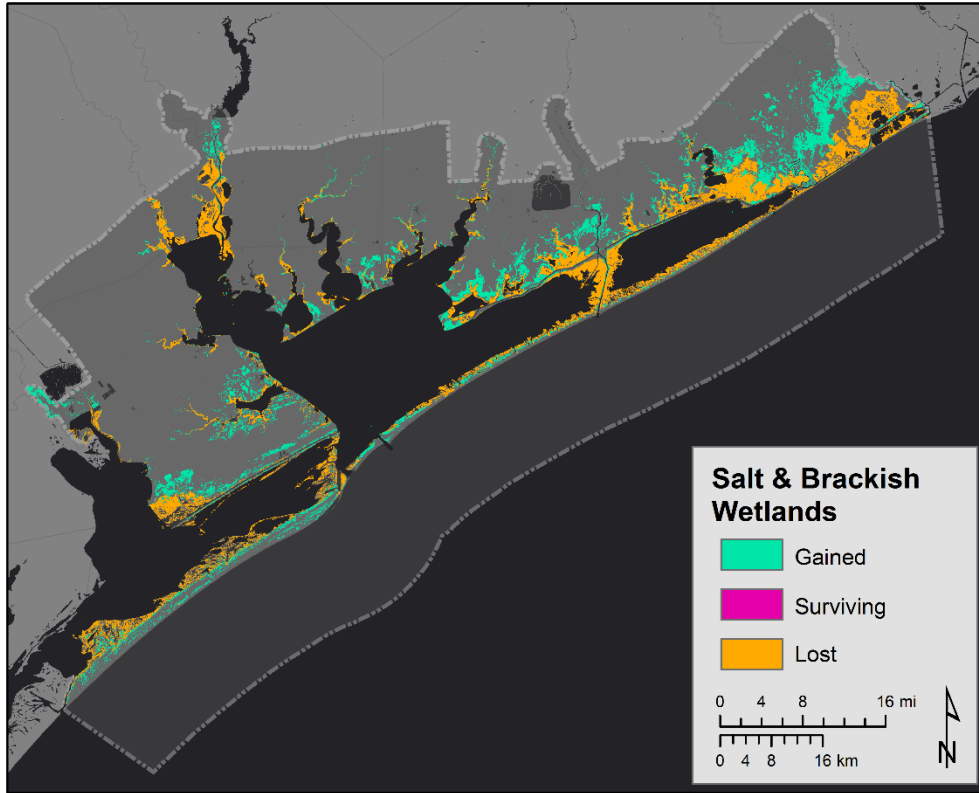 Salt & Brackish
Wetlands
Gained
Surviving
Lost
0 4 8 16 mi
0 4 8 16 km
N